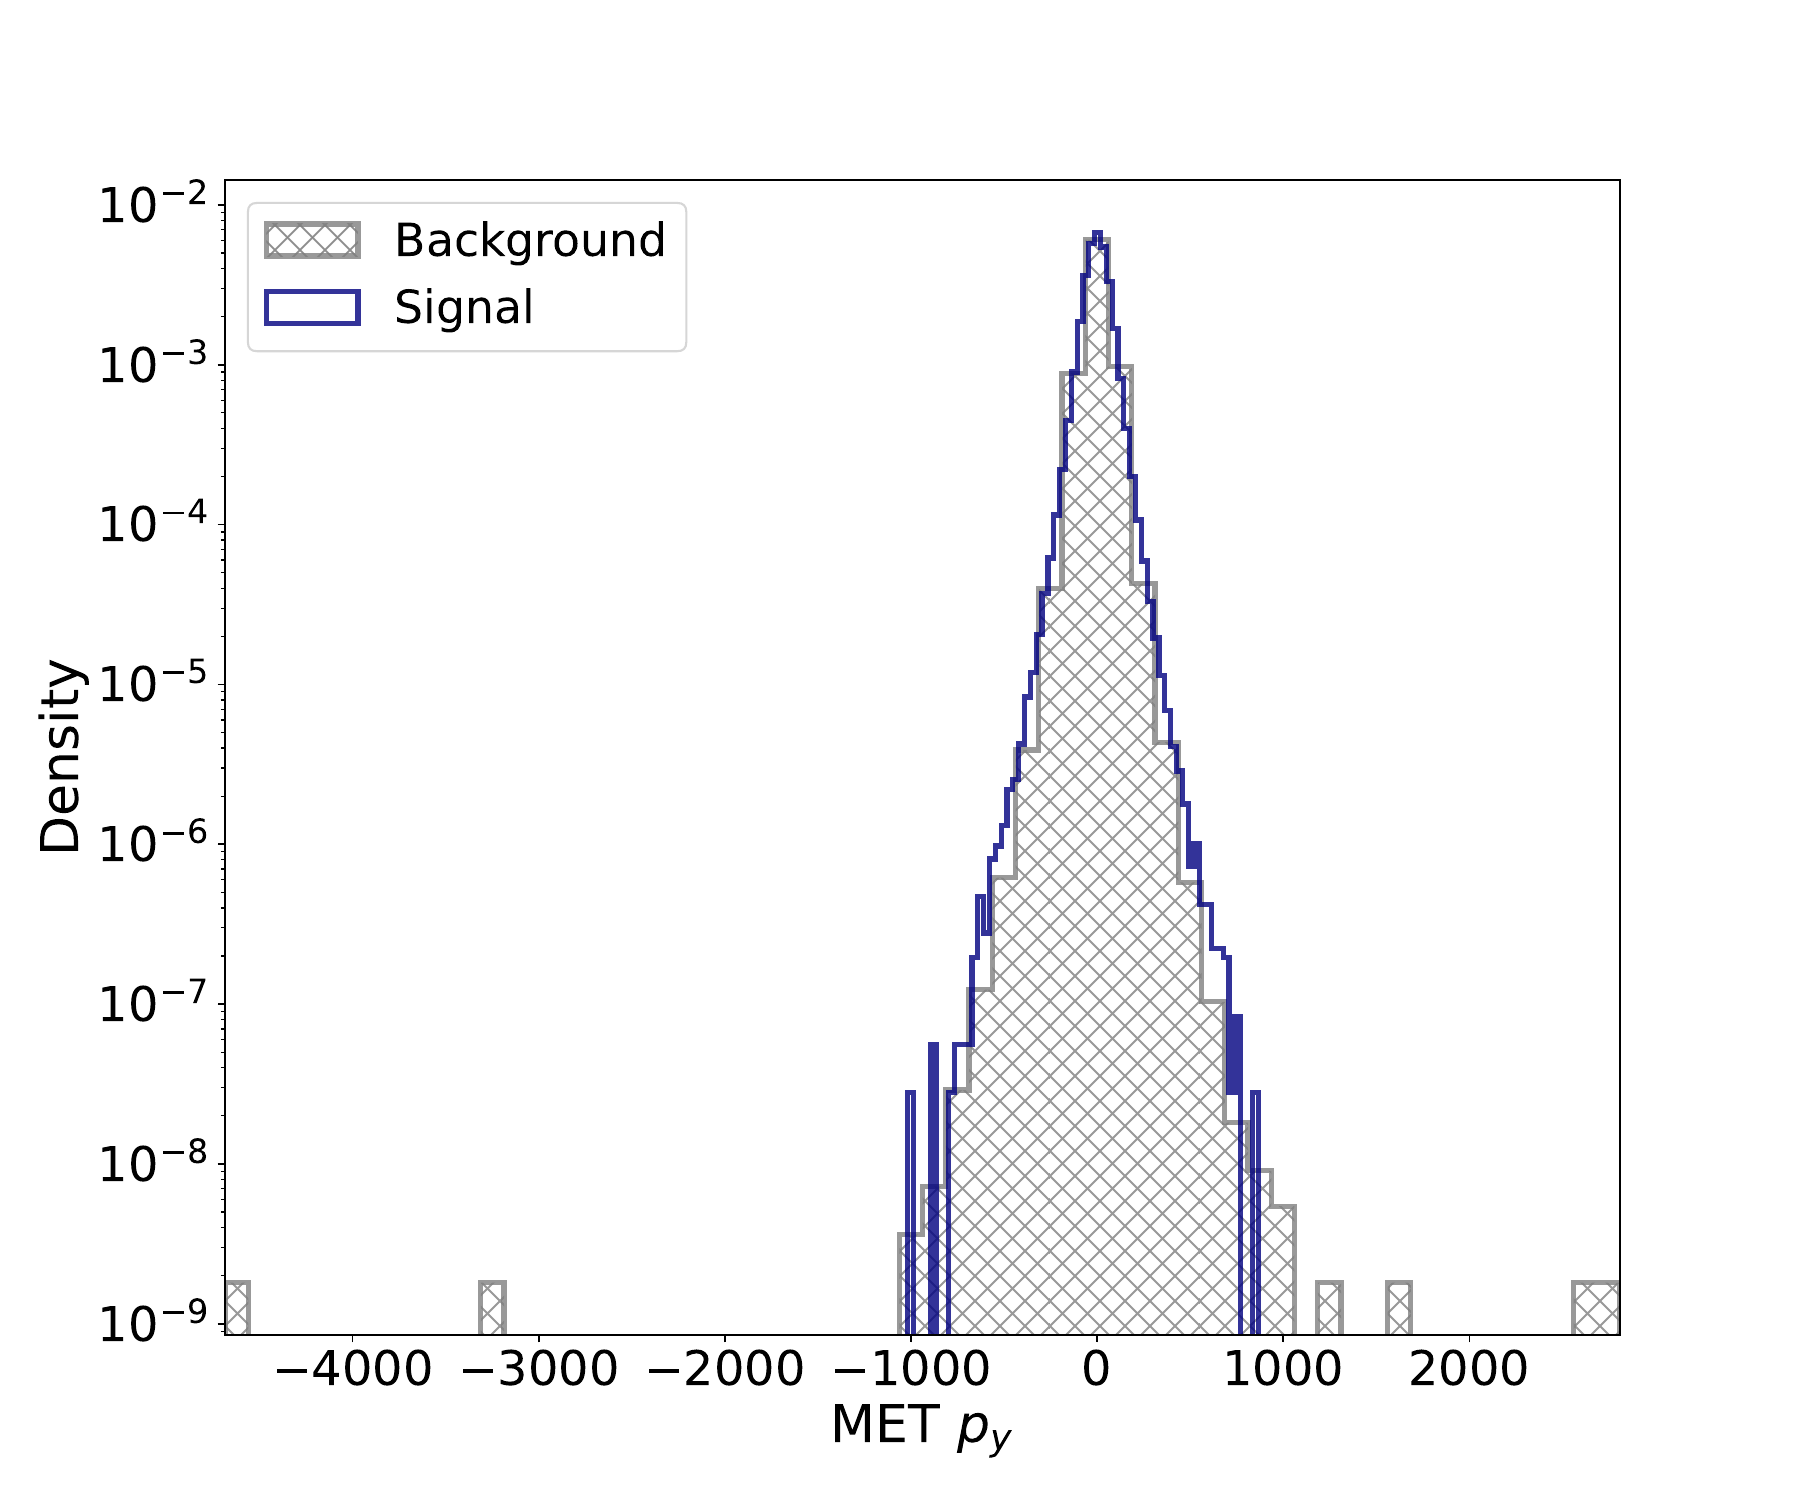 Background
Signal
10⁻²
10⁻³
10⁻⁴
10⁻⁵
10⁻⁶
10⁻⁷
10⁻⁸
10⁻⁹
Density
−4000 −3000 −2000 −1000 0 1000 2000
MET p_y